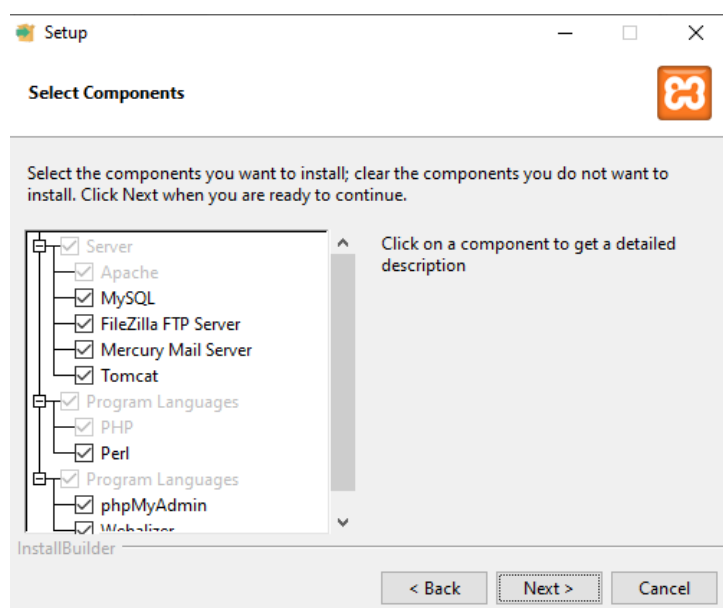 Setup
Select Components
Select the components you want to install; clear the components you do not want to
install. Click Next when you are ready to continue.
Server
Apache
MySQL
FileZilla FTP Server
Mercury Mail Server
Tomcat
Program Languages
PHP
Perl
Program Languages
phpMyAdmin
Webalizer
Click on a component to get a detailed
description
InstallBuilder
< Back
Next >
Cancel